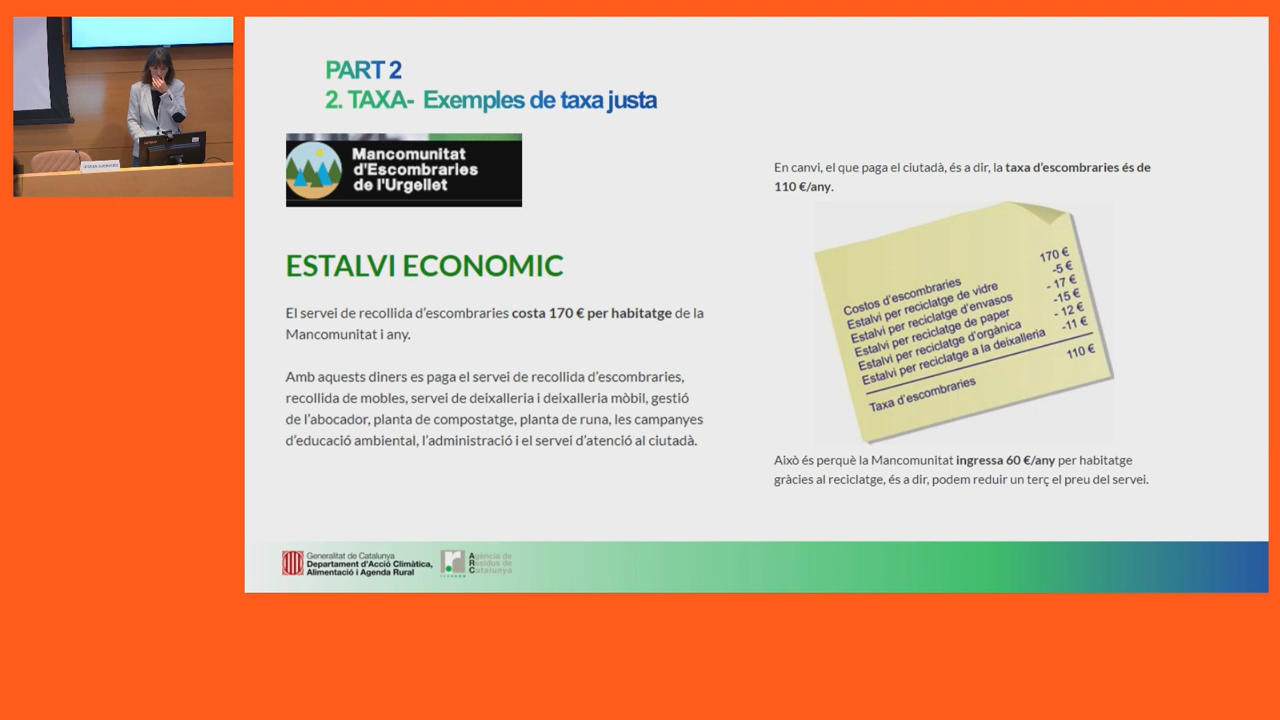 PART 2
2. TAXA- Exemples de taxa justa
Mancomunitat
d'Escombraries
de l'Urgellet
ESTALVI ECONOMIC
El servei de recollida d'escombraries costa 170 € per habitatge de la
Mancomunitat i any.
Amb aquests diners es paga el servei de recollida d'escombraries,
recollida de mobles, servei de deixalleria i deixalleria mòbil, gestió
de l'abocador, planta de compostatge, planta de runa, les campanyes
d'educació ambiental, l'administració i el servei d'atenció al ciutadà.
En canvi, el que paga el ciutadà, és a dir, la taxa d'escombraries és de
110 €/any.
Costos d'escombraries 170 €
Estalvi per reciclatge de vidre -5 €
Estalvi per reciclatge d'envasos - 17 €
Estalvi per reciclatge de paper -15 €
Estalvi per reciclatge d'orgànica - 12 €
Estalvi per reciclatge a la deixalleria -11 €
Taxa d'escombraries 110 €
Això és perquè la Mancomunitat ingressa 60 €/any per habitatge
gràcies al reciclatge, és a dir, podem reduir un terç el preu del servei.
Generalitat de Catalunya
Departament d'Acció Climàtica,
Alimentació i Agenda Rural
Agència de
Residus de
Catalunya